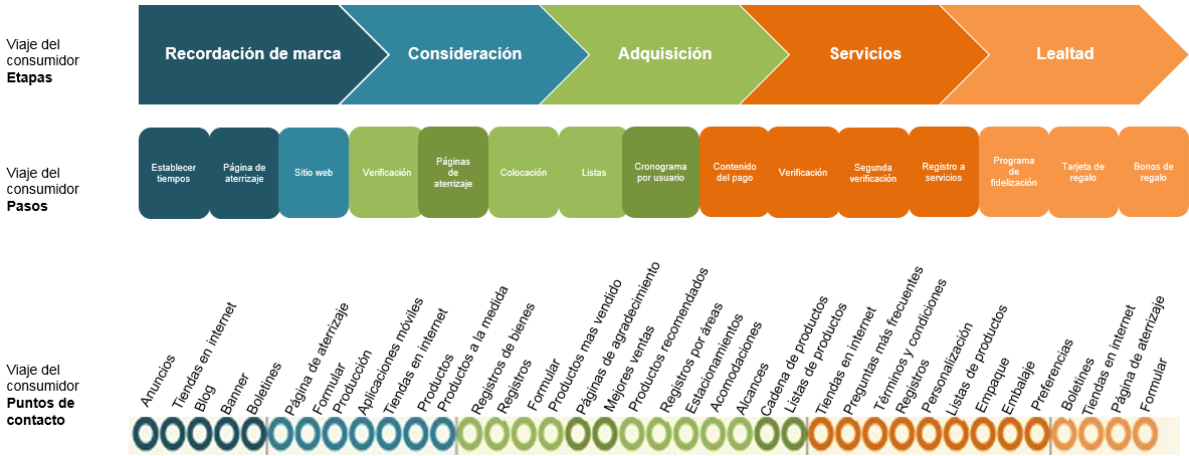 Viaje del
consumidor
Etapas
Recordación de marca
Consideración
Adquisición
Servicios
Lealtad
Viaje del
consumidor
Pasos
Establecer
tiempos
Página de
aterrizaje
Sitio web
Verificación
Páginas
de
aterrizaje
Colocación
Listas
Cronograma
por usuario
Contenido
del pago
Verificación
Segunda
verificación
Registro a
servicios
Programa
de
fidelización
Tarjeta de
regalo
Bonos de
regalo
Viaje del
consumidor
Puntos de
contacto
Anuncios
Tiendas en internet
Blog
Banner
Boletines
Página de aterrizaje
Formular
Producción
Aplicaciones móviles
Tiendas en internet
Productos
Productos a la medida
Registros de bienes
Registros
Formular
Productos mas vendido
Páginas de agradecimiento
Mejores ventas
Productos recomendados
Registros por áreas
Estacionamientos
Acomodaciones
Alcances
Cadena de productos
Listas de productos
Tiendas en internet
Preguntas más frecuentes
Términos y condiciones
Registros
Personalización
Listas de productos
Empaque
Embalaje
Preferencias
Boletines
Tiendas en internet
Página de aterrizaje
Formular